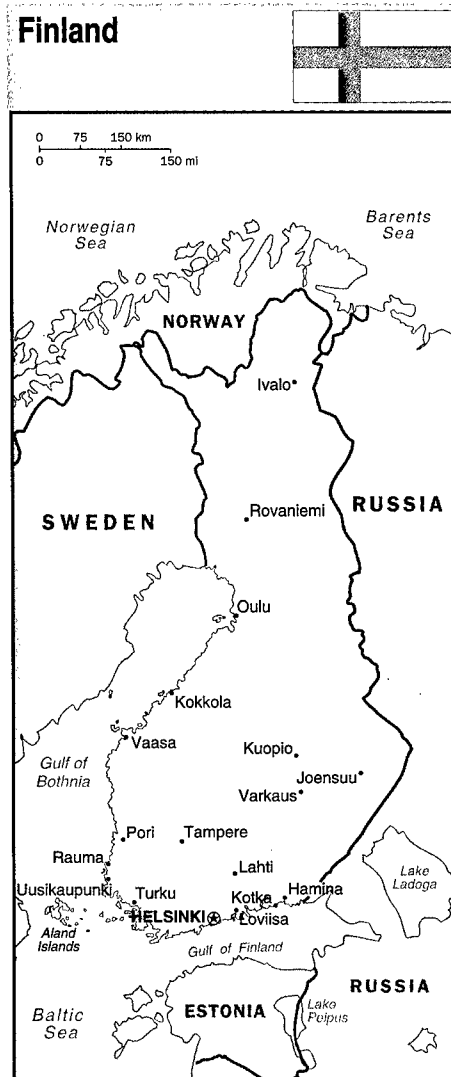 Finland
0 75 150 km
0 75 150 mi
Norwegian
Sea
Barents
Sea
NORWAY
Ivalo
RUSSIA
SWEDEN
Rovaniemi
Oulu
Kokkola
Vaasa
Gulf of
Bothnia
Kuopio
Joensuu
Varkaus
Pori
Tampere
Rauma
Lahti
Lake
Ladoga
Uusikaupunki
Turku
Kotka
Hamina
HELSINKI
Loviisa
Aland
Islands
Gulf of Finland
Baltic
Sea
ESTONIA
Lake
Peipus
RUSSIA